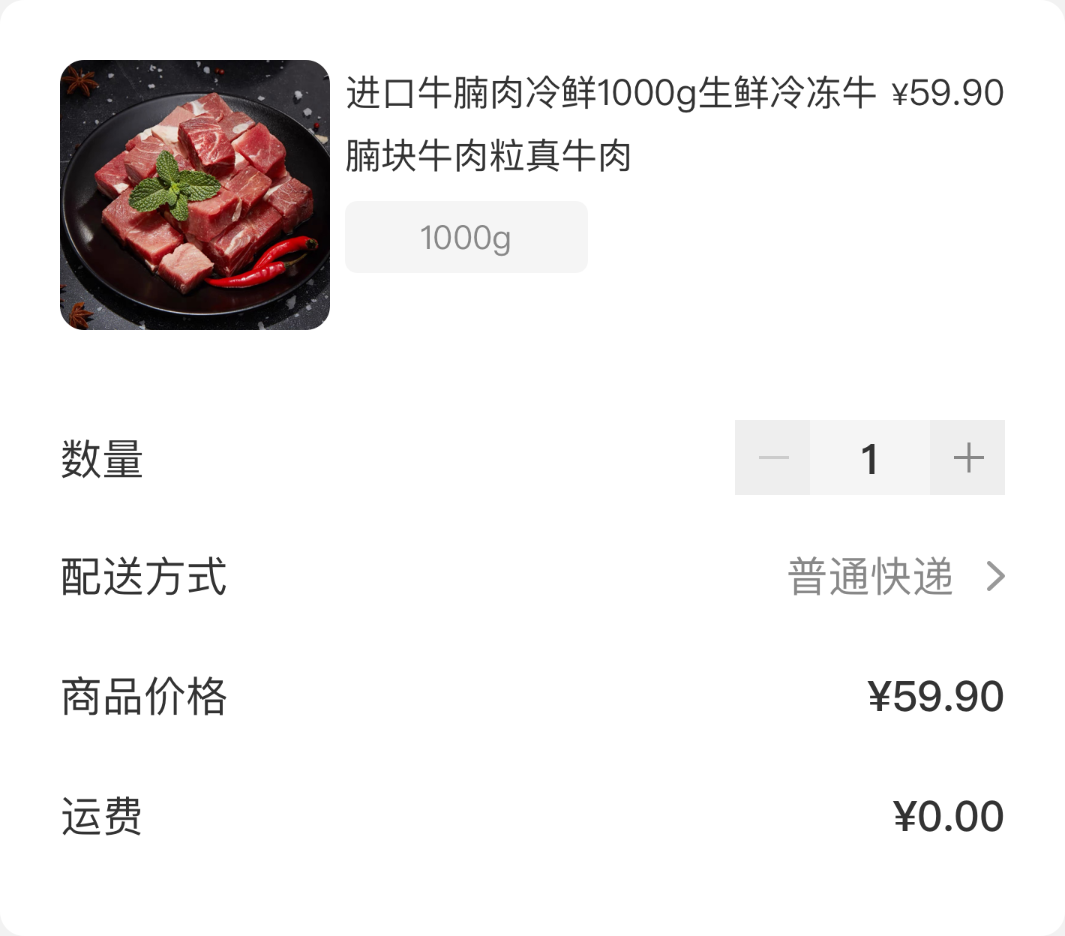 进口牛腩肉冷鲜1000g生鲜冷冻牛 ¥59.90
腩块牛肉粒真牛肉
1000g
数量 1
配送方式 普通快递
商品价格 ¥59.90
运费 ¥0.00